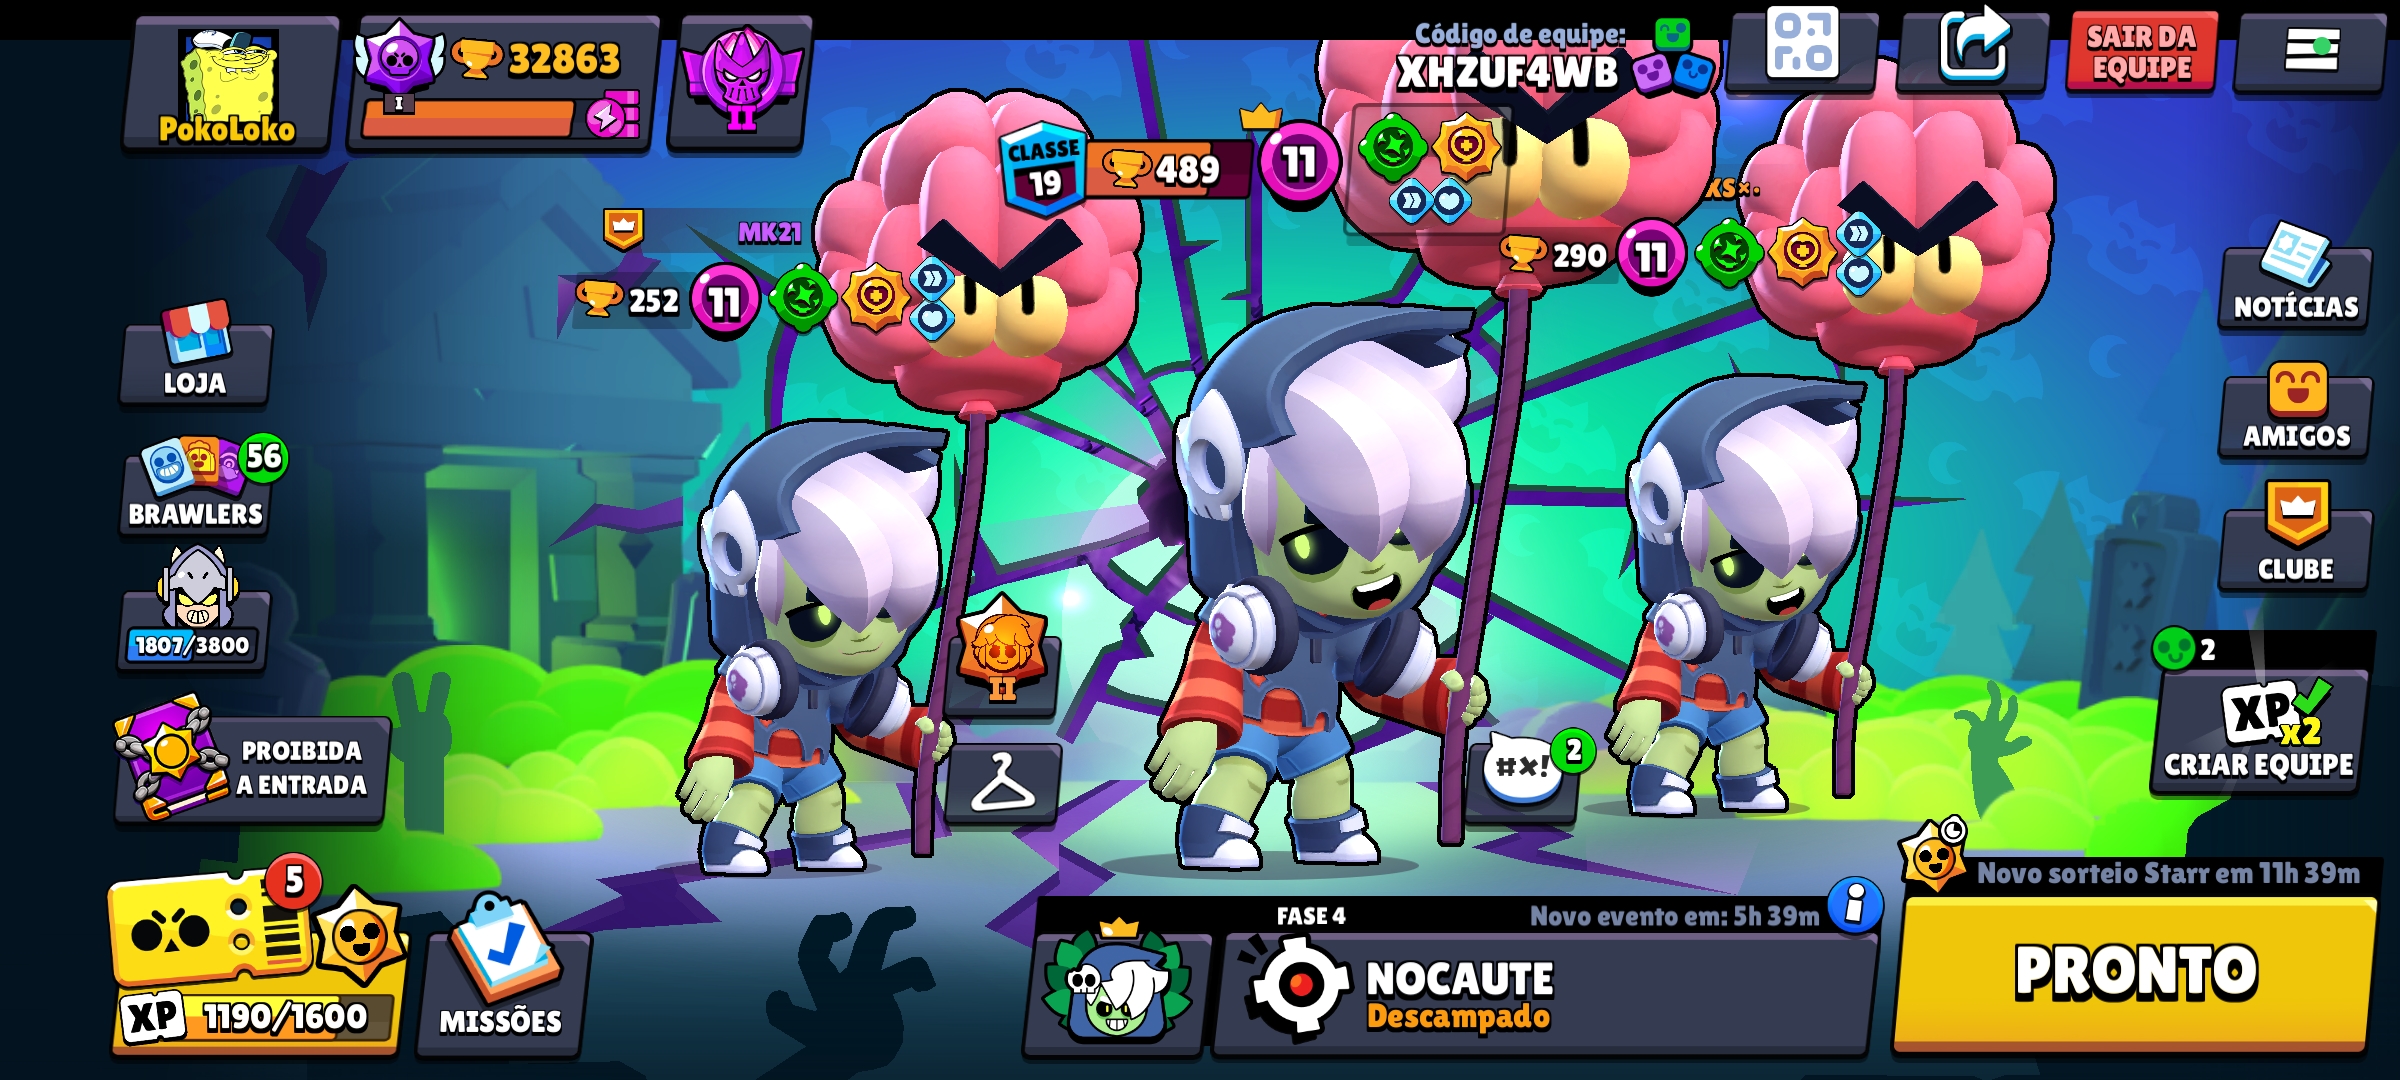 PokoLoko
32863
I
II
Código de equipe:
XHZUF4WB
SAIR DA
EQUIPE
CLASSE
19
489
11
MK21
252
11
290
11
NOTÍCIAS
LOJA
AMIGOS
56
BRAWLERS
CLUBE
1807/3800
2
II
XP
x2
CRIAR EQUIPE
PROIBIDA
A ENTRADA
#x!
2
5
Novo sorteio Starr em 11h 39m
FASE 4
Novo evento em: 5h 39m
i
NOCAUTE
Descampado
PRONTO
XP
1190/1600
MISSÕES